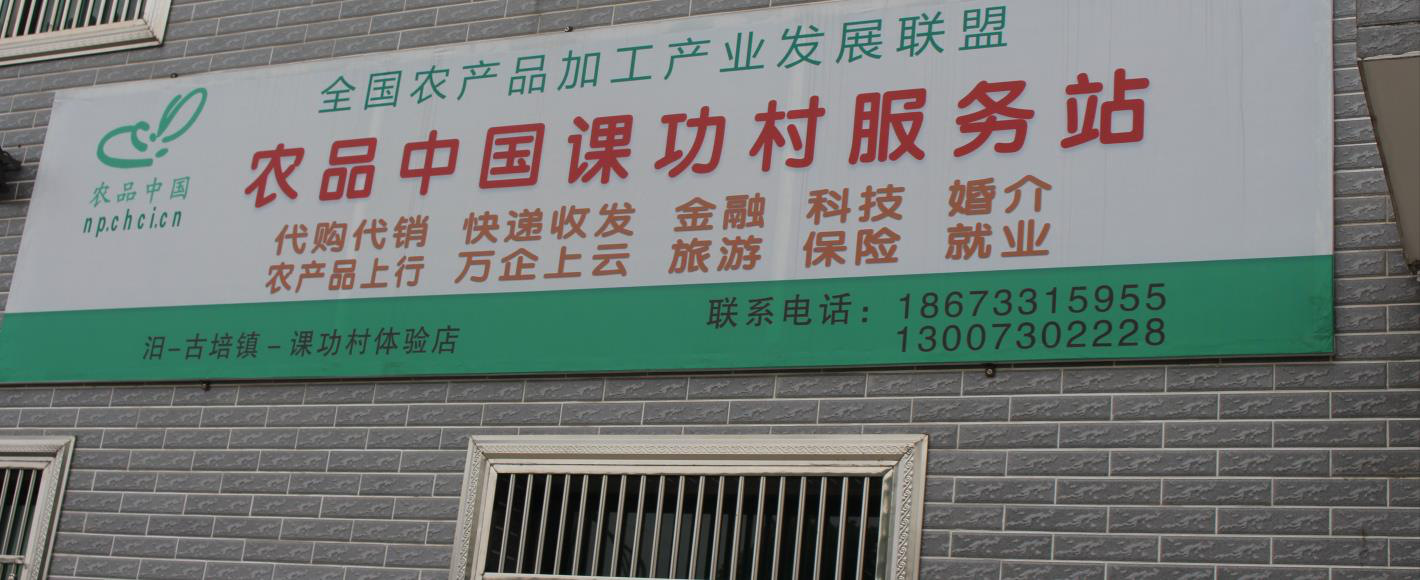 全国农产品加工产业发展联盟
农品中国课功村服务站
农品中国
npchci.cn
代购代销 快递收发 金融 科技 婚介
农产品上行 万企上云 旅游 保险 就业
联系电话：18673315955
13007302228
汨-古培镇-课功村体验店